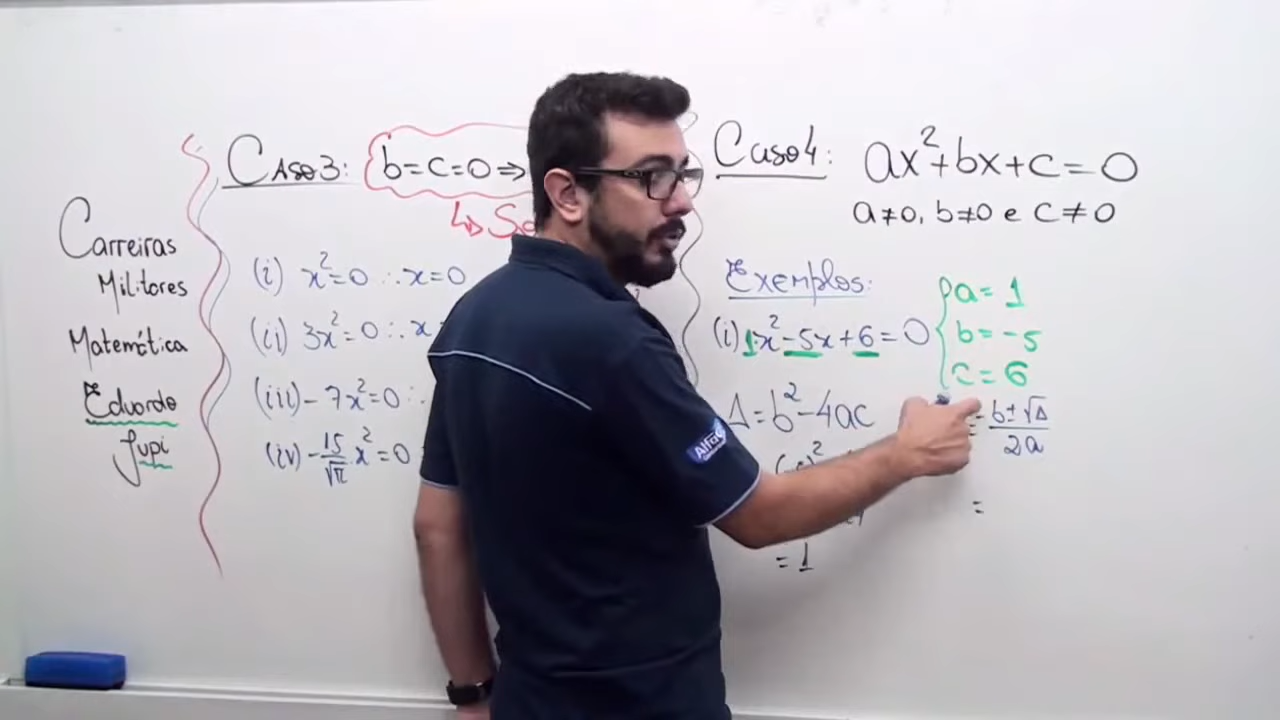 Carreiras
Militares
Matemática
Eduardo
Jupi
Caso 3: b=c=0 ⇒
↳ So
(i) x²=0 ∴ x=0
(ii) 3x²=0 ∴ x
(iii) -7x²=0 ∴
(iv) -15/√π x²=0
Caso 4: ax²+bx+c=0
a≠0, b≠0 e c≠0
Exemplos:
(i) 1x²-5x+6=0
a=1
b=-5
c=6
Δ=b²-4ac
= 1
= -b±√Δ/2a
=
Alfa